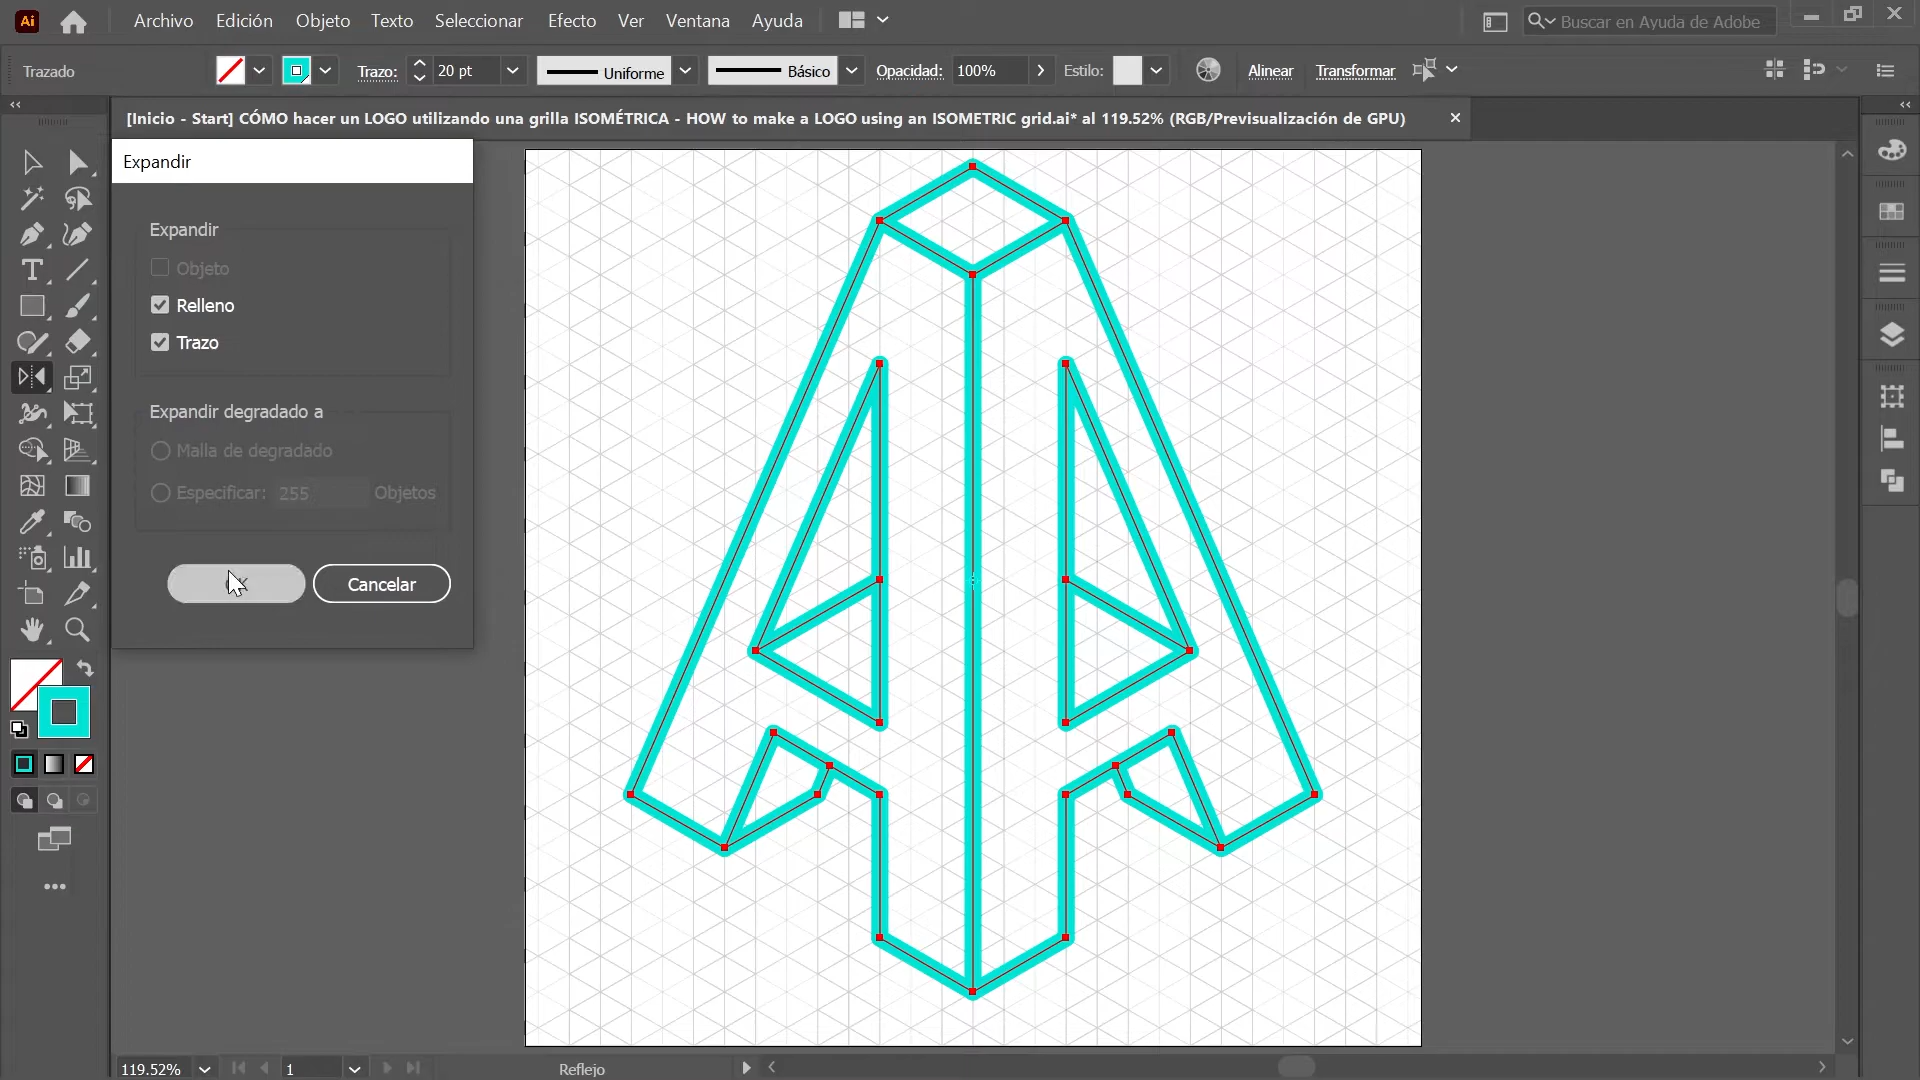 Ai Archivo Edición Objeto Texto Seleccionar Efecto Ver Ventana Ayuda Buscar en Ayuda de Adobe
Trazado Trazo: 20 pt Uniforme Básico Opacidad: 100% Estilo: Alinear Transformar
[Inicio - Start] CÓMO hacer un LOGO utilizando una grilla ISOMÉTRICA - HOW to make a LOGO using an ISOMETRIC grid.ai* al 119.52% (RGB/Previsualización de GPU)
Expandir
Expandir
Objeto
Relleno
Trazo
Expandir degradado a
Malla de degradado
Especificar: 255 Objetos
Cancelar
119.52% 1 Reflejo